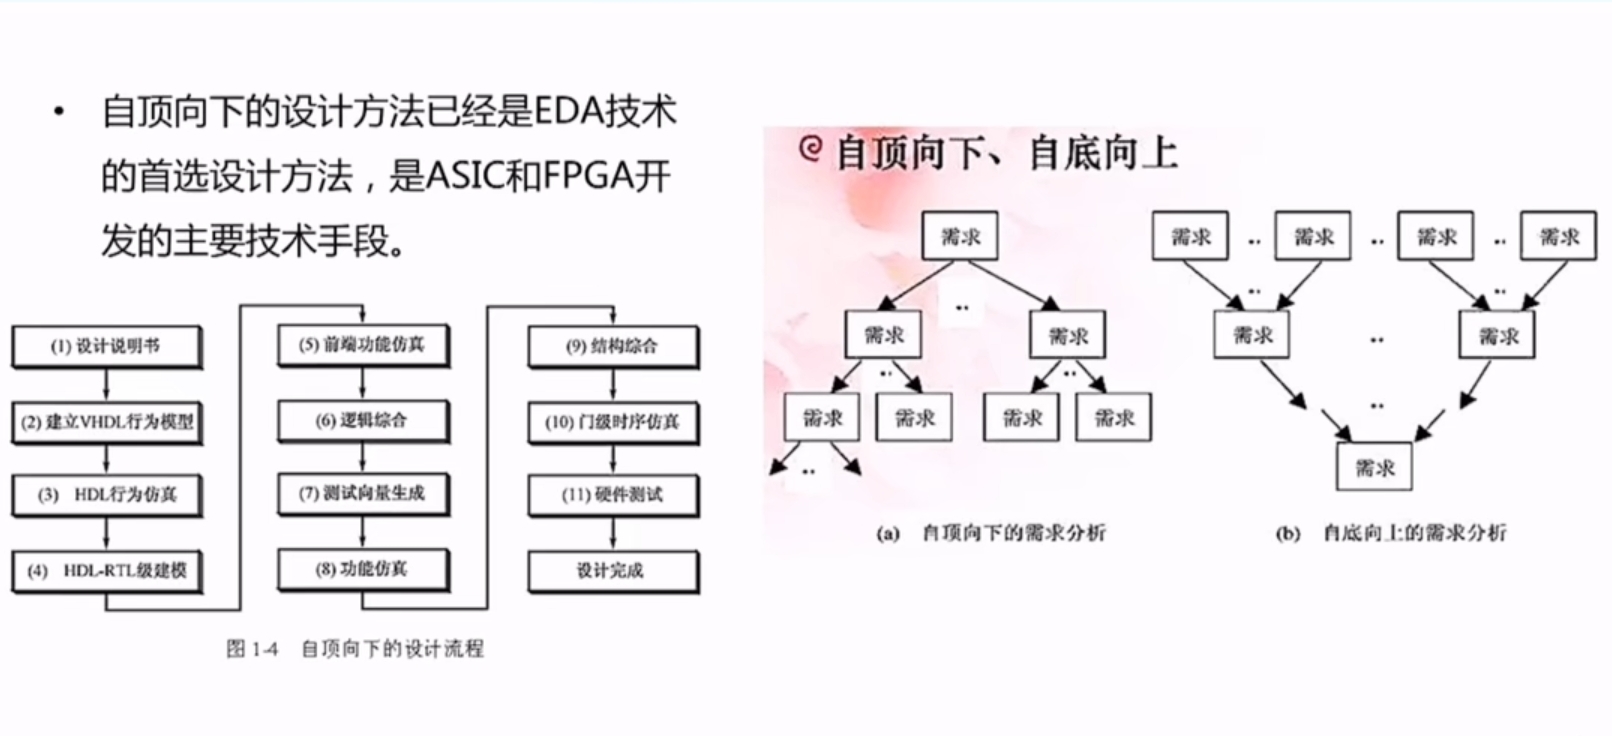 • 自顶向下的设计方法已经是EDA技术
的首选设计方法，是ASIC和FPGA开
发的主要技术手段。
(1) 设计说明书
(2) 建立VHDL行为模型
(3) HDL行为仿真
(4) HDL-RTL级建模
(5) 前端功能仿真
(6) 逻辑综合
(7) 测试向量生成
(8) 功能仿真
(9) 结构综合
(10) 门级时序仿真
(11) 硬件测试
设计完成
图 1-4 自顶向下的设计流程
自顶向下、自底向上
需求
需求
需求
需求
需求
需求
需求
(a) 自顶向下的需求分析
需求
需求
需求
需求
需求
需求
需求
(b) 自底向上的需求分析